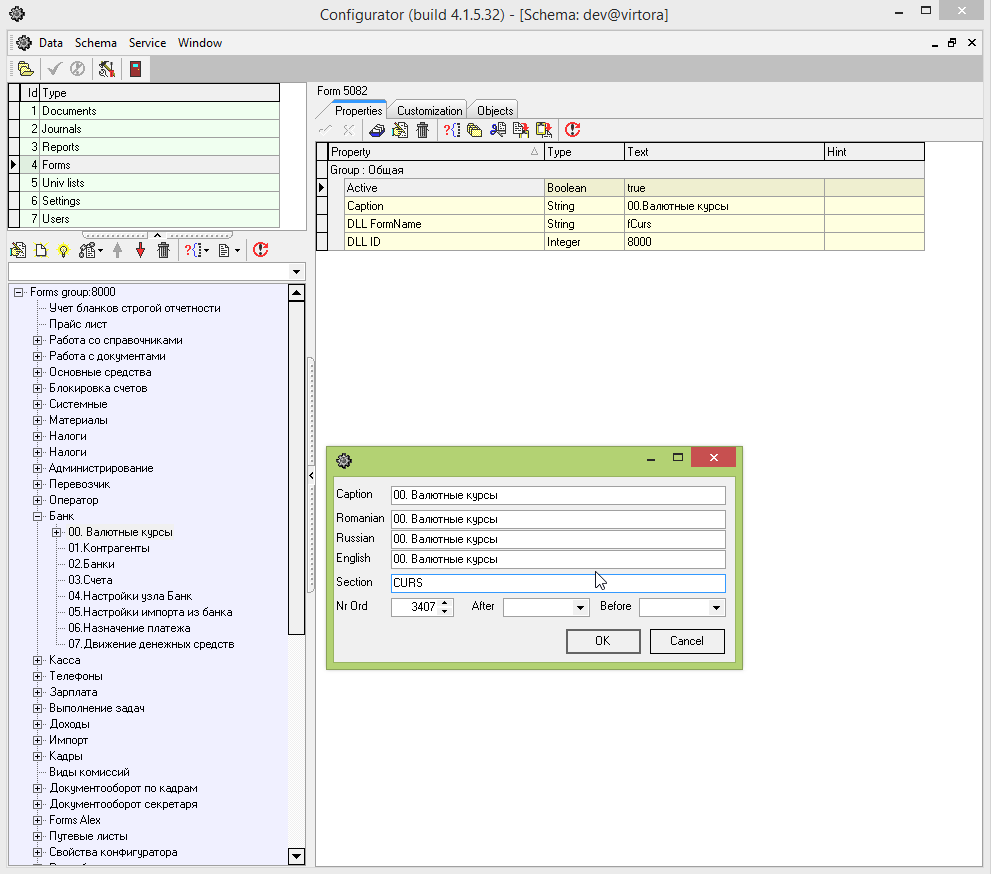 Configurator (build 4.1.5.32) - [Schema: dev@virtora]
Data Schema Service Window
Id Type
1 Documents
2 Journals
3 Reports
4 Forms
5 Univ lists
6 Settings
7 Users
Forms group:8000
Учет бланков строгой отчетности
Прайс лист
Работа со справочниками
Работа с документами
Основные средства
Блокировка счетов
Системные
Материалы
Налоги
Налоги
Администрирование
Перевозчик
Оператор
Банк
00. Валютные курсы
01.Контрагенты
02.Банки
03.Счета
04.Настройки узла Банк
05.Настройки импорта из банка
06.Назначение платежа
07.Движение денежных средств
Касса
Телефоны
Зарплата
Выполнение задач
Доходы
Импорт
Кадры
Виды комиссий
Документооборот по кадрам
Документооборот секретаря
Forms Alex
Путевые листы
Свойства конфигуратора
Form 5082
Properties Customization Objects
Property Type Text Hint
Group : Общая
Active Boolean true
Caption String 00.Валютные курсы
DLL FormName String fCurs
DLL ID Integer 8000
Caption 00. Валютные курсы
Romanian 00. Валютные курсы
Russian 00. Валютные курсы
English 00. Валютные курсы
Section CURS
Nr Ord 3407 After Before
OK Cancel